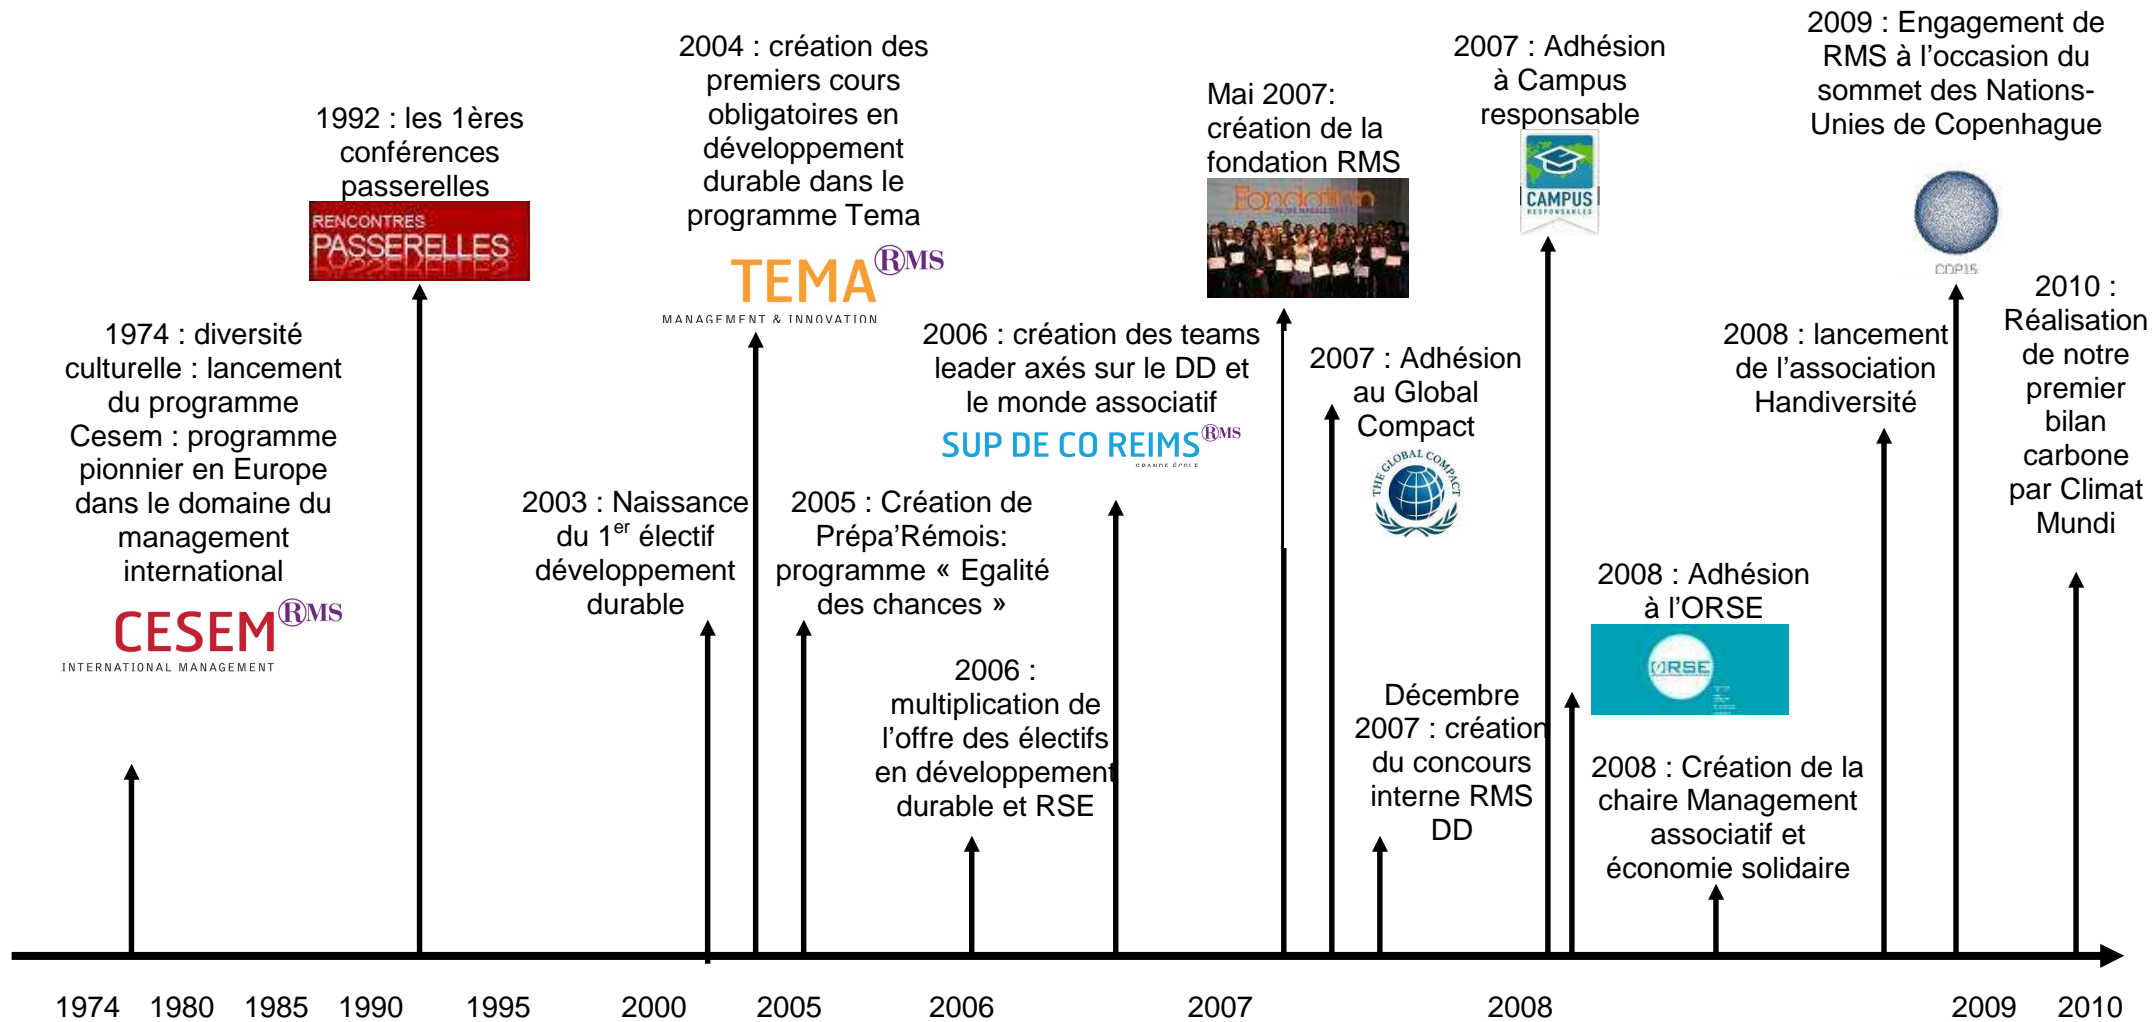 1974 : diversité
culturelle : lancement
du programme
Cesem : programme
pionnier en Europe
dans le domaine du
management
international
CESEM RMS
INTERNATIONAL MANAGEMENT
1992 : les 1ères
conférences
passerelles
RENCONTRES
PASSERELLES
2003 : Naissance
du 1er électif
développement
durable
2004 : création des
premiers cours
obligatoires en
développement
durable dans le
programme Tema
TEMA RMS
MANAGEMENT & INNOVATION
2005 : Création de
Prépa’Rémois:
programme « Egalité
des chances »
2006 :
multiplication de
l’offre des électifs
en développement
durable et RSE
2006 : création des teams
leader axés sur le DD et
le monde associatif
SUP DE CO REIMS RMS
GRANDE ÉCOLE
Mai 2007:
création de la
fondation RMS
Fondation
2007 : Adhésion
au Global
Compact
THE GLOBAL COMPACT
Décembre
2007 : création
du concours
interne RMS
DD
2007 : Adhésion
à Campus
responsable
CAMPUS
RESPONSABLES
2008 : Adhésion
à l’ORSE
ORSE
2008 : Création de la
chaire Management
associatif et
économie solidaire
2008 : lancement
de l’association
Handiversité
2009 : Engagement de
RMS à l’occasion du
sommet des Nations-
Unies de Copenhague
COP15
2010 :
Réalisation
de notre
premier
bilan
carbone
par Climat
Mundi
1974 1980 1985 1990 1995 2000 2005 2006 2007 2008 2009 2010